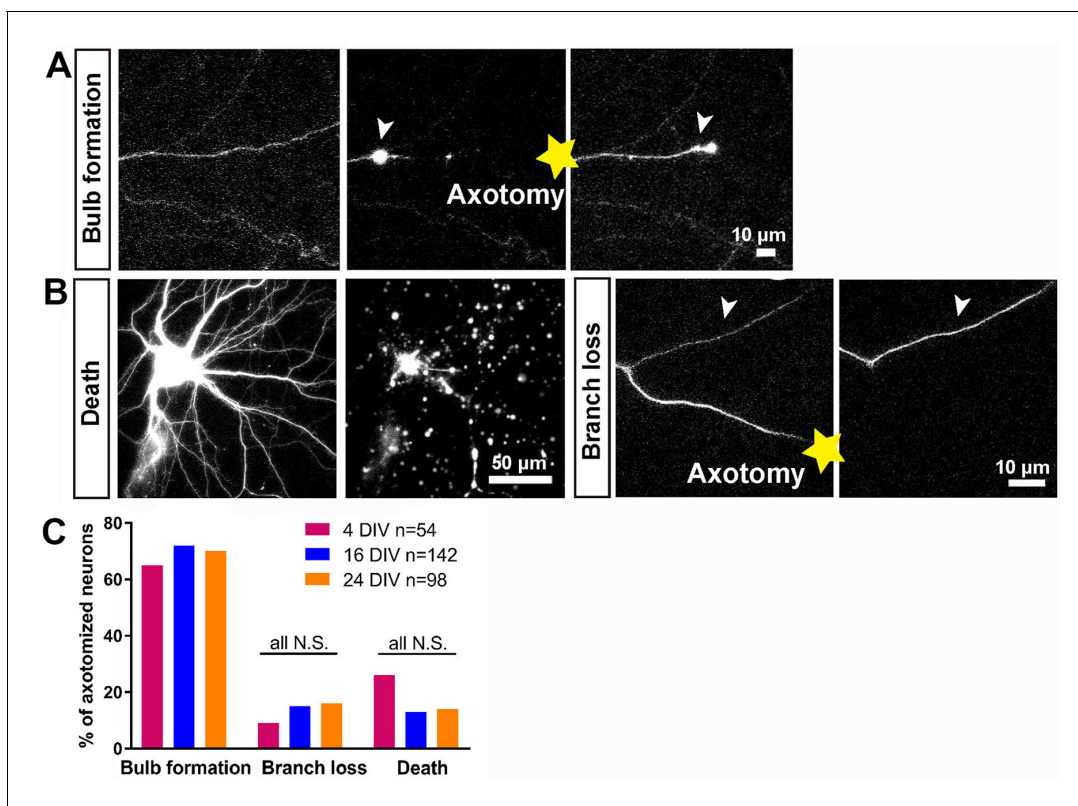 A
Bulb formation
Axotomy
10 µm
B
Death
50 µm
Branch loss
Axotomy
10 µm
C
% of axotomized neurons
80
60
40
20
0
4 DIV n=54
16 DIV n=142
24 DIV n=98
all N.S.
all N.S.
Bulb formation
Branch loss
Death